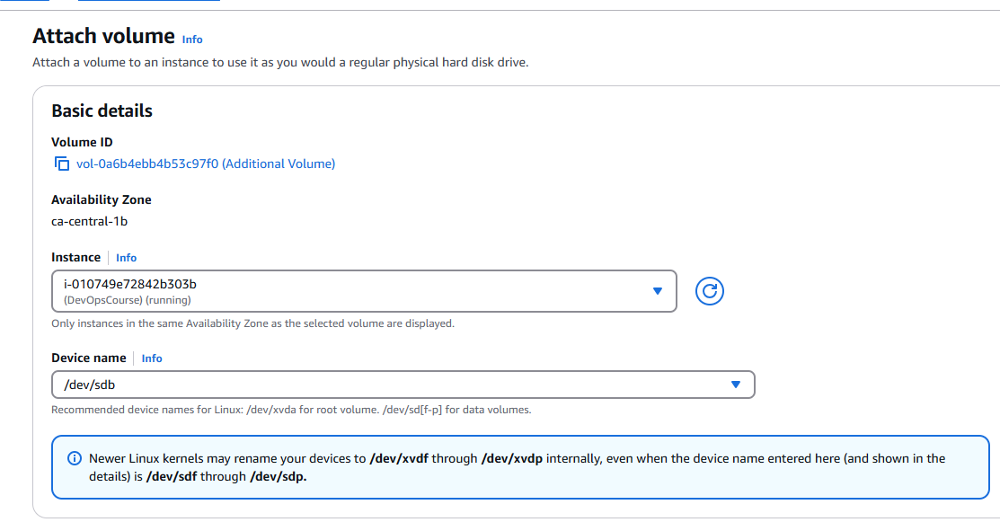 Attach volume Info
Attach a volume to an instance to use it as you would a regular physical hard disk drive.
Basic details
Volume ID
vol-0a6b4ebb4b53c97f0 (Additional Volume)
Availability Zone
ca-central-1b
Instance Info
i-010749e72842b303b
(DevOpsCourse) (running)
Only instances in the same Availability Zone as the selected volume are displayed.
Device name Info
/dev/sdb
Recommended device names for Linux: /dev/xvda for root volume. /dev/sd[f-p] for data volumes.
Newer Linux kernels may rename your devices to /dev/xvdf through /dev/xvdp internally, even when the device name entered here (and shown in the
details) is /dev/sdf through /dev/sdp.